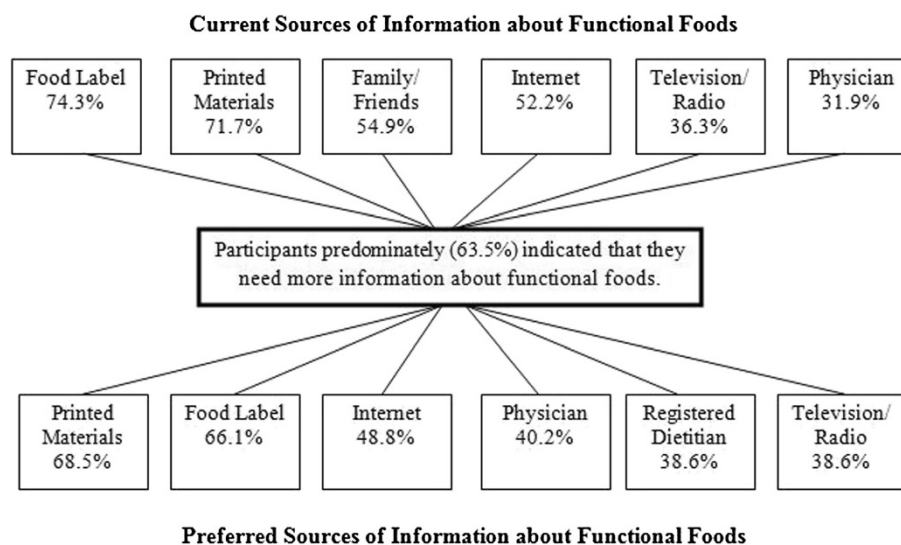 Current Sources of Information about Functional Foods
Food Label
74.3%
Printed
Materials
71.7%
Family/
Friends
54.9%
Internet
52.2%
Television/
Radio
36.3%
Physician
31.9%
Participants predominately (63.5%) indicated that they
need more information about functional foods.
Printed
Materials
68.5%
Food Label
66.1%
Internet
48.8%
Physician
40.2%
Registered
Dietitian
38.6%
Television/
Radio
38.6%
Preferred Sources of Information about Functional Foods